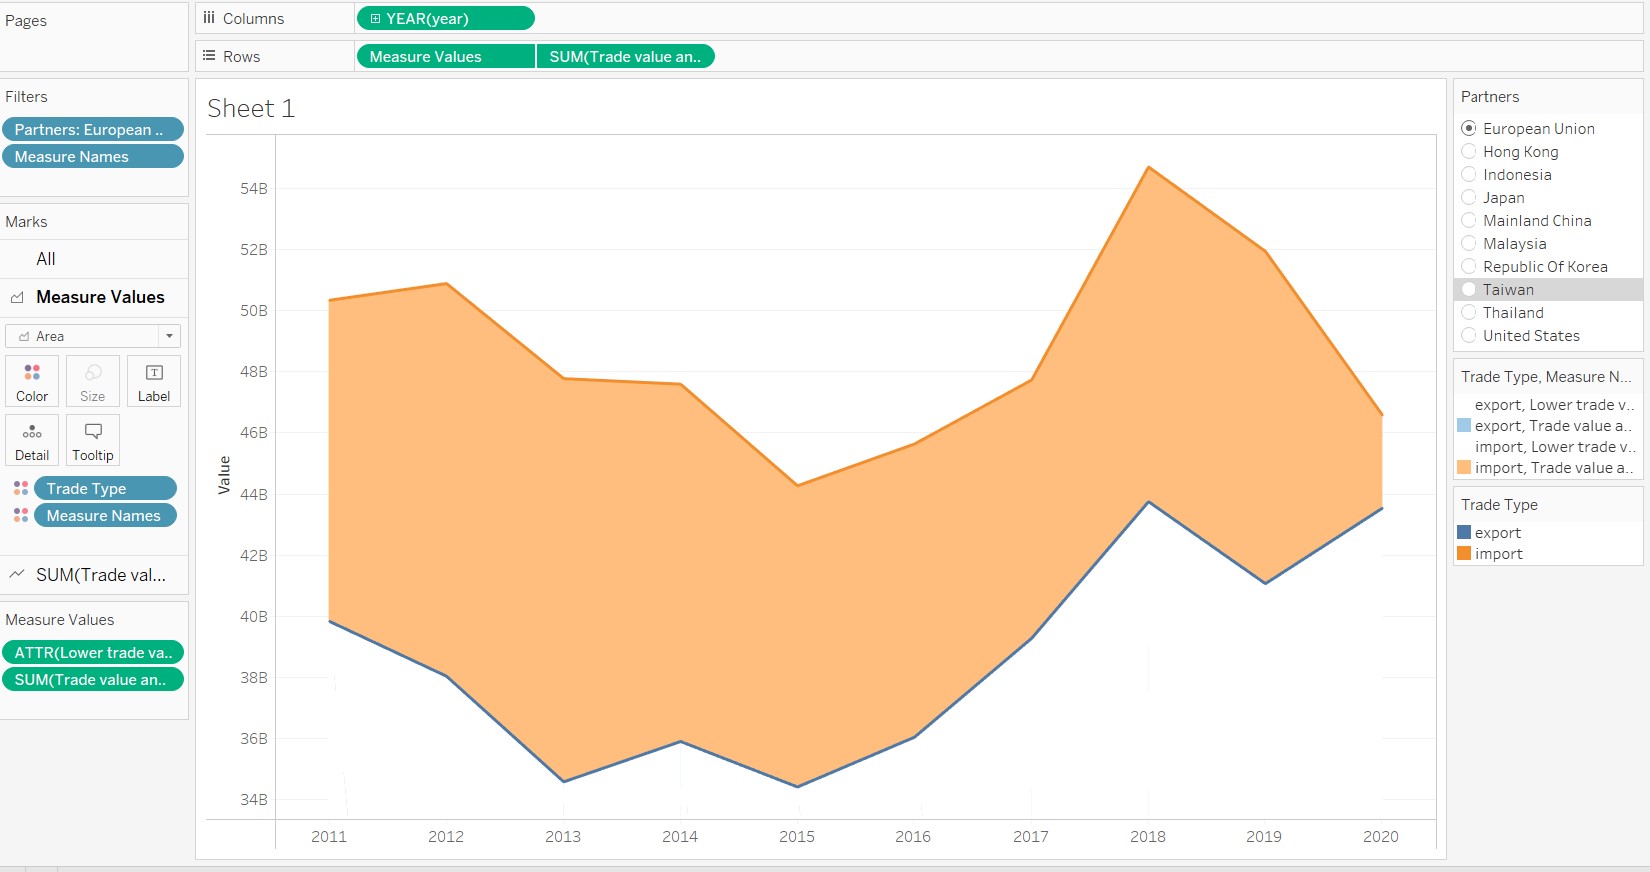 Pages
Columns
YEAR(year)
Rows
Measure Values
SUM(Trade value an..
Filters
Partners: European ..
Measure Names
Marks
All
Measure Values
Area
Color
Size
Label
Detail
Tooltip
Trade Type
Measure Names
SUM(Trade val...
Measure Values
ATTR(Lower trade va..
SUM(Trade value an..
Sheet 1
Value
54B
52B
50B
48B
46B
44B
42B
40B
38B
36B
34B
2011 2012 2013 2014 2015 2016 2017 2018 2019 2020
Partners
European Union
Hong Kong
Indonesia
Japan
Mainland China
Malaysia
Republic Of Korea
Taiwan
Thailand
United States
Trade Type, Measure N...
export, Lower trade v..
export, Trade value a..
import, Lower trade v..
import, Trade value a..
Trade Type
export
import